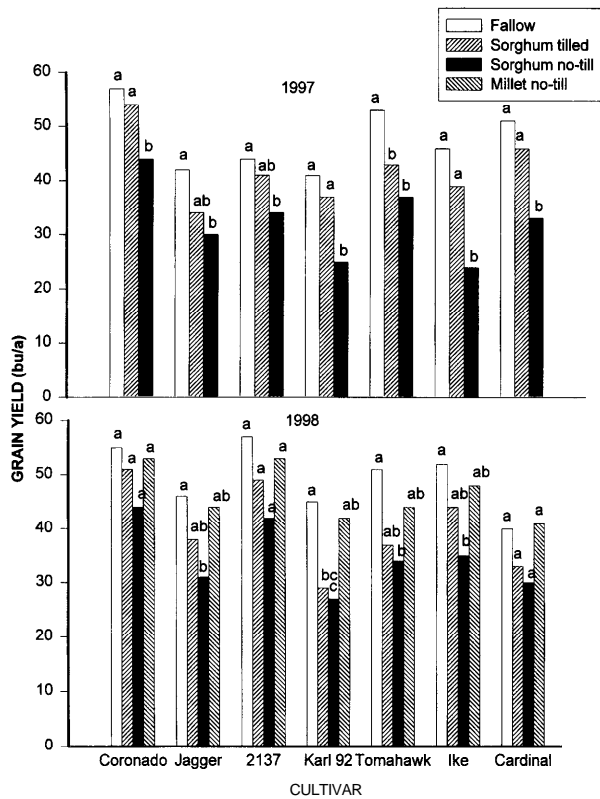 Fallow
Sorghum tilled
Sorghum no-till
Millet no-till
GRAIN YIELD (bu/a)
1997
60
50
40
30
20
10
0
a a b
a ab b
a ab b
a a b
a b b
a a b
a a b
1998
60
50
40
30
20
10
0
a a a a
a ab b ab
a a a a
a bc c ab
a ab b ab
a ab b ab
a a a a
Coronado Jagger 2137 Karl 92 Tomahawk Ike Cardinal
CULTIVAR